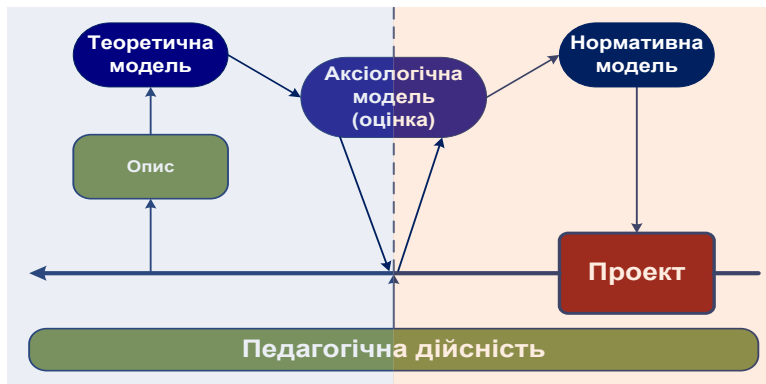 Теоретична
модель
Аксіологічна
модель
(оцінка)
Нормативна
модель
Опис
Проект
Педагогічна дійсність